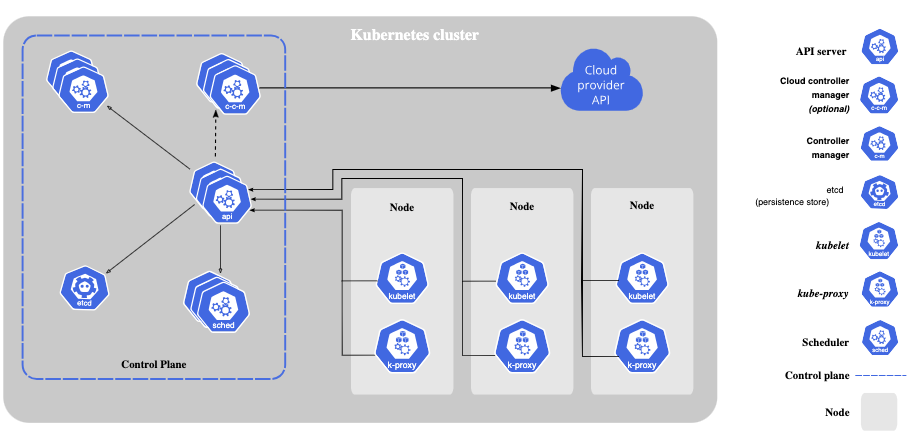 Kubernetes cluster
c-m
c-c-m
Cloud
provider
API
api
etcd
sched
Control Plane
Node
Node
Node
kubelet
kubelet
kubelet
k-proxy
k-proxy
k-proxy
API server
api
Cloud controller
manager
(optional)
c-c-m
Controller
manager
c-m
etcd
(persistence store)
etcd
kubelet
kubelet
kube-proxy
k-proxy
Scheduler
sched
Control plane
Node